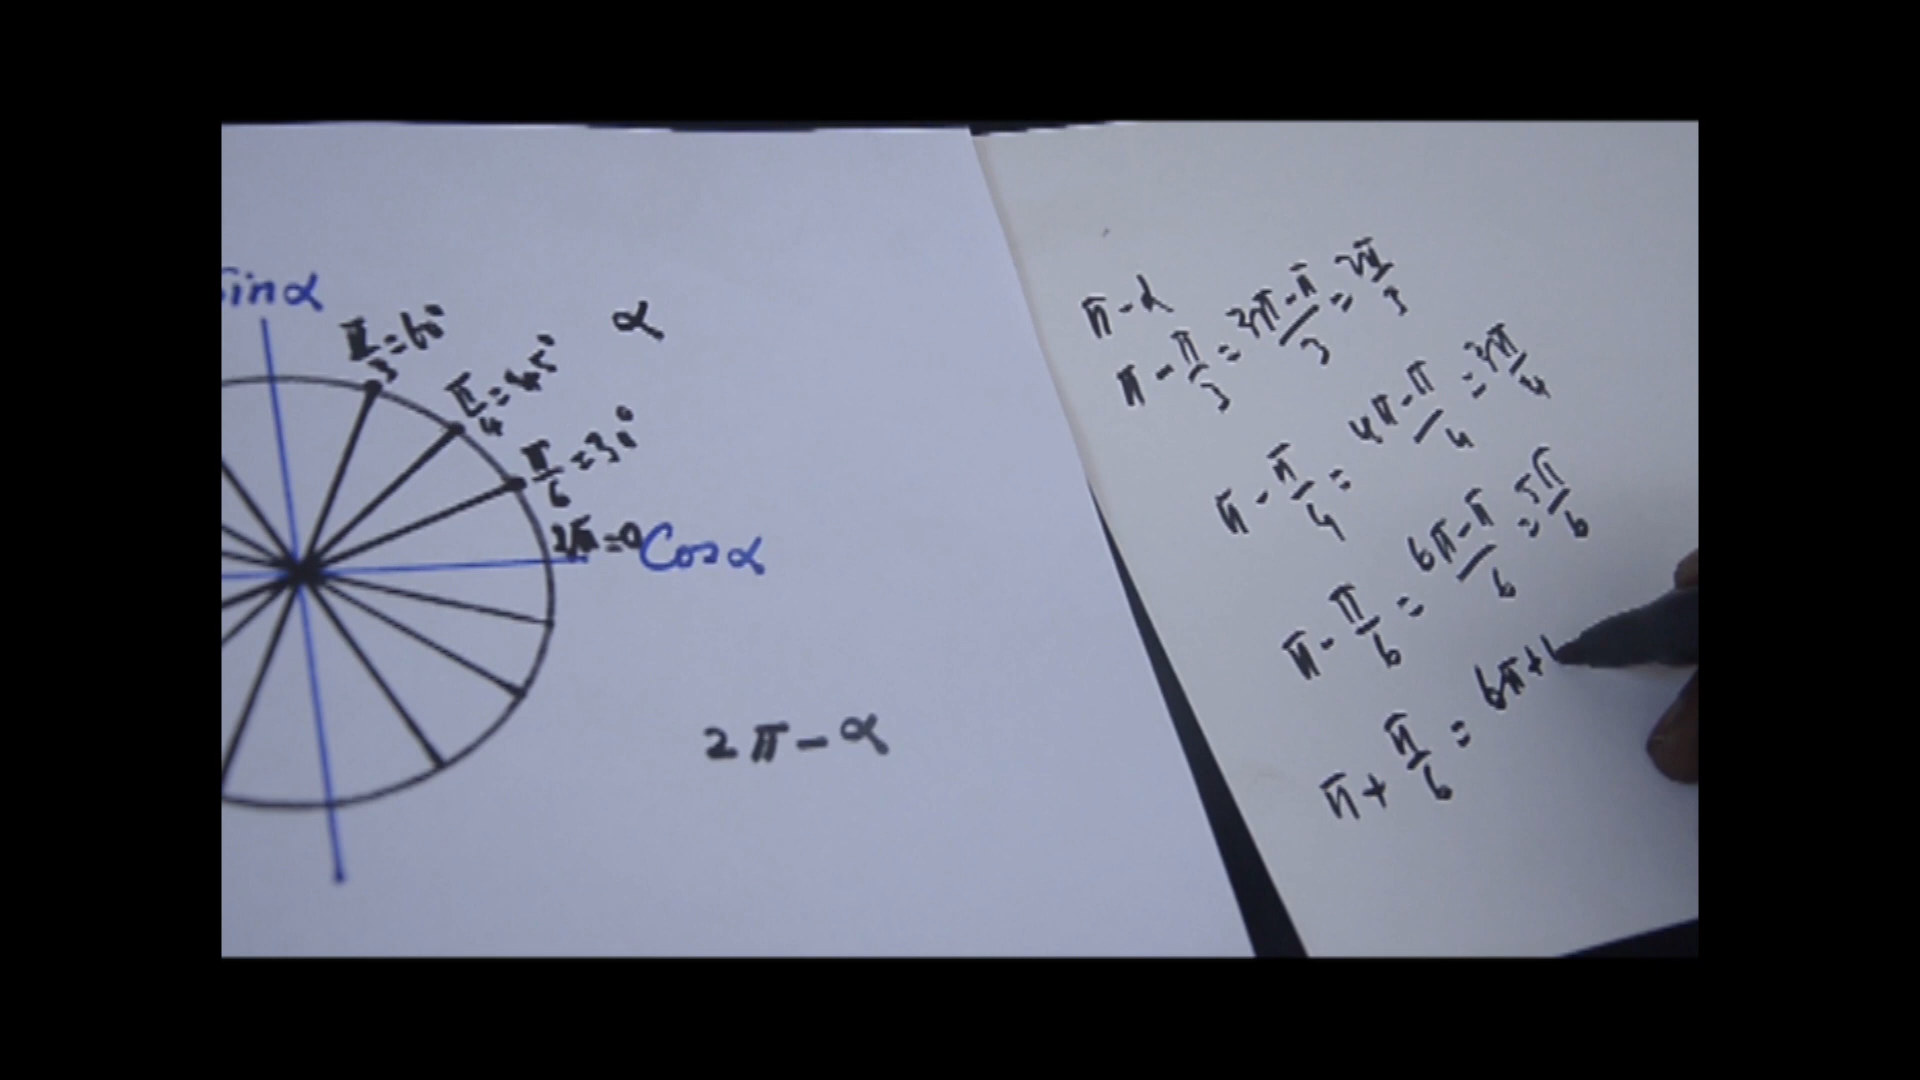 Sinα
π/3=60°
π/4=45°
α
π/6=30°
2π=0
Cosα
2π-α
π-α
π-π/3=3π-π/3=2π/3
π-π/4=4π-π/4=3π/4
π-π/6=6π-π/6=5π/6
π+π/6=6π+